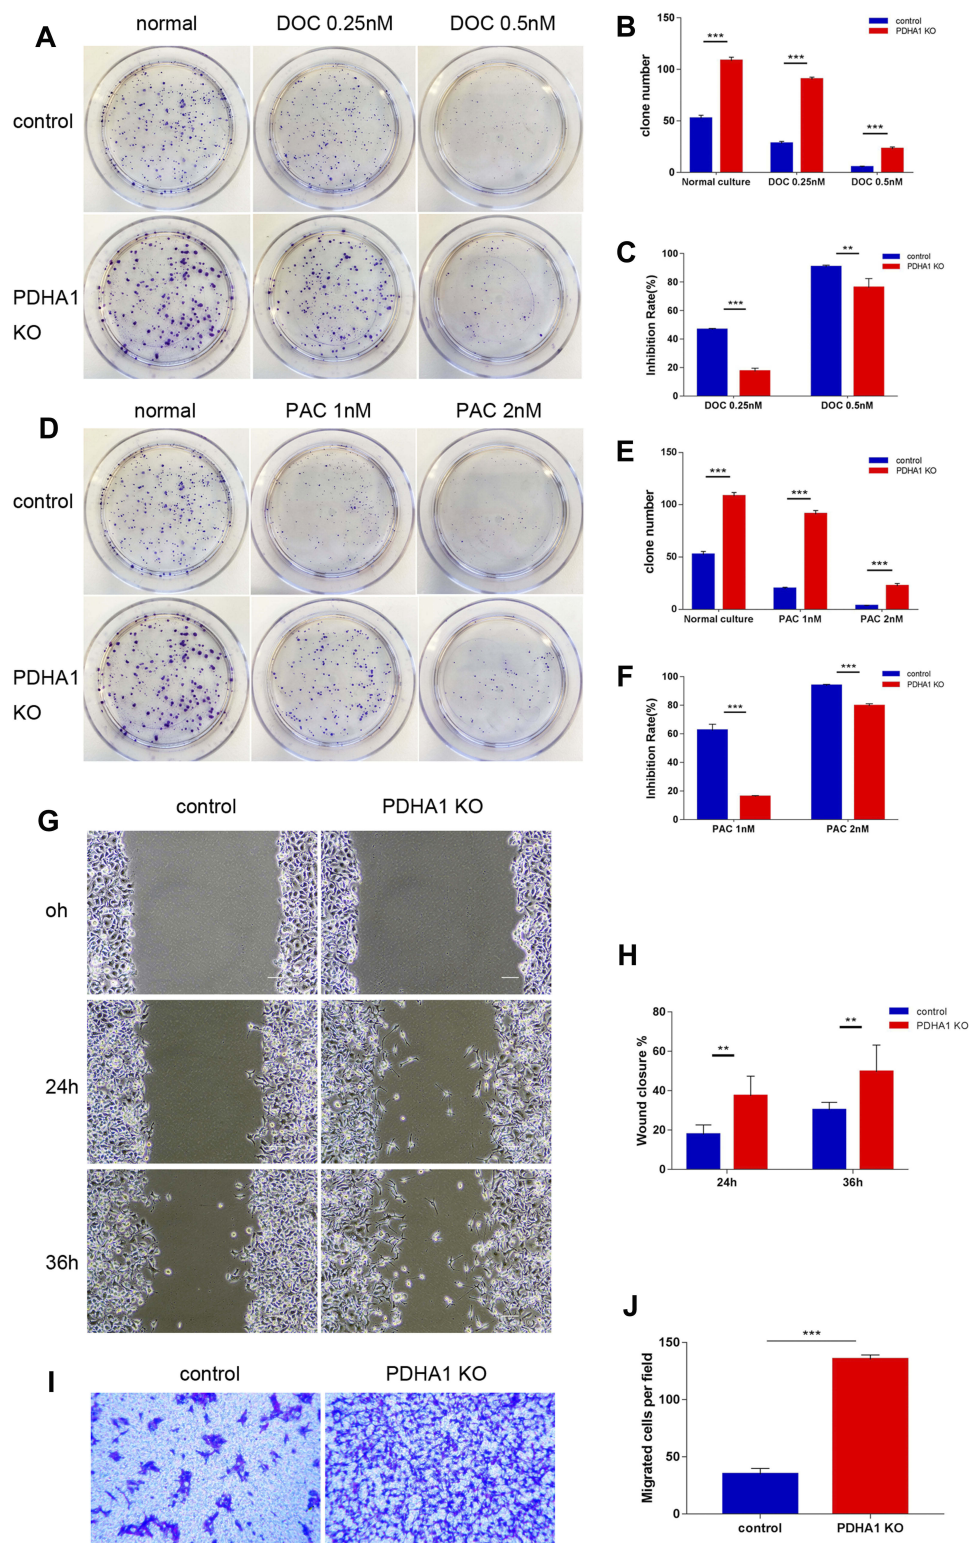 A
normal
DOC 0.25nM
DOC 0.5nM
control
PDHA1
KO
B
150
100
50
0
clone number
control
PDHA1 KO
***
***
***
Normal culture
DOC 0.25nM
DOC 0.5nM
C
100
80
60
40
20
0
Inhibition Rate(%)
control
PDHA1 KO
***
**
DOC 0.25nM
DOC 0.5nM
D
normal
PAC 1nM
PAC 2nM
control
PDHA1
KO
E
150
100
50
0
clone number
control
PDHA1 KO
***
***
***
Normal culture
PAC 1nM
PAC 2nM
F
100
80
60
40
20
0
Inhibition Rate(%)
control
PDHA1 KO
***
***
PAC 1nM
PAC 2nM
G
control
PDHA1 KO
oh
24h
36h
H
80
60
40
20
0
Wound closure %
control
PDHA1 KO
**
**
24h
36h
I
control
PDHA1 KO
J
150
100
50
0
Migrated cells per field
***
control
PDHA1 KO